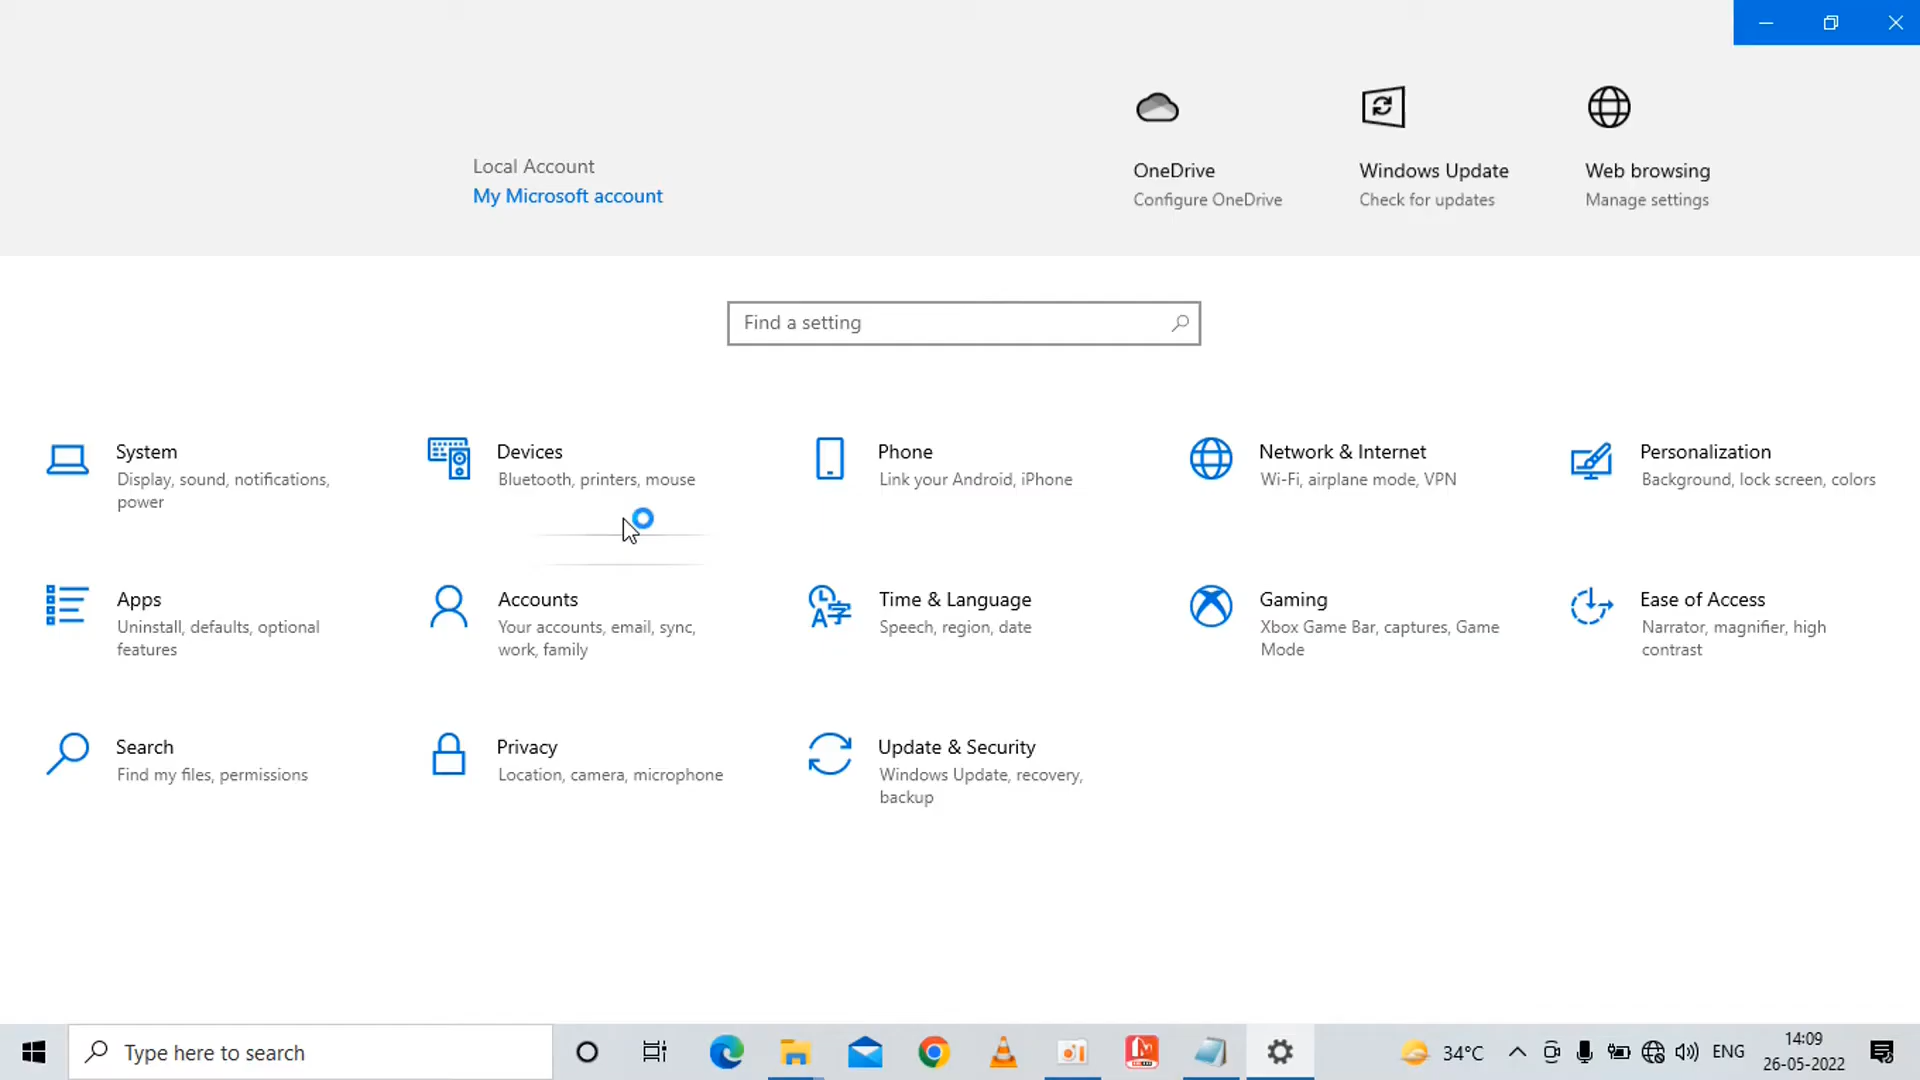 Local Account
My Microsoft account
OneDrive
Configure OneDrive
Windows Update
Check for updates
Web browsing
Manage settings
Find a setting
System
Display, sound, notifications,
power
Devices
Bluetooth, printers, mouse
Phone
Link your Android, iPhone
Network & Internet
Wi-Fi, airplane mode, VPN
Personalization
Background, lock screen, colors
Apps
Uninstall, defaults, optional
features
Accounts
Your accounts, email, sync,
work, family
Time & Language
Speech, region, date
Gaming
Xbox Game Bar, captures, Game
Mode
Ease of Access
Narrator, magnifier, high
contrast
Search
Find my files, permissions
Privacy
Location, camera, microphone
Update & Security
Windows Update, recovery,
backup
Type here to search
34°C
ENG
14:09
26-05-2022